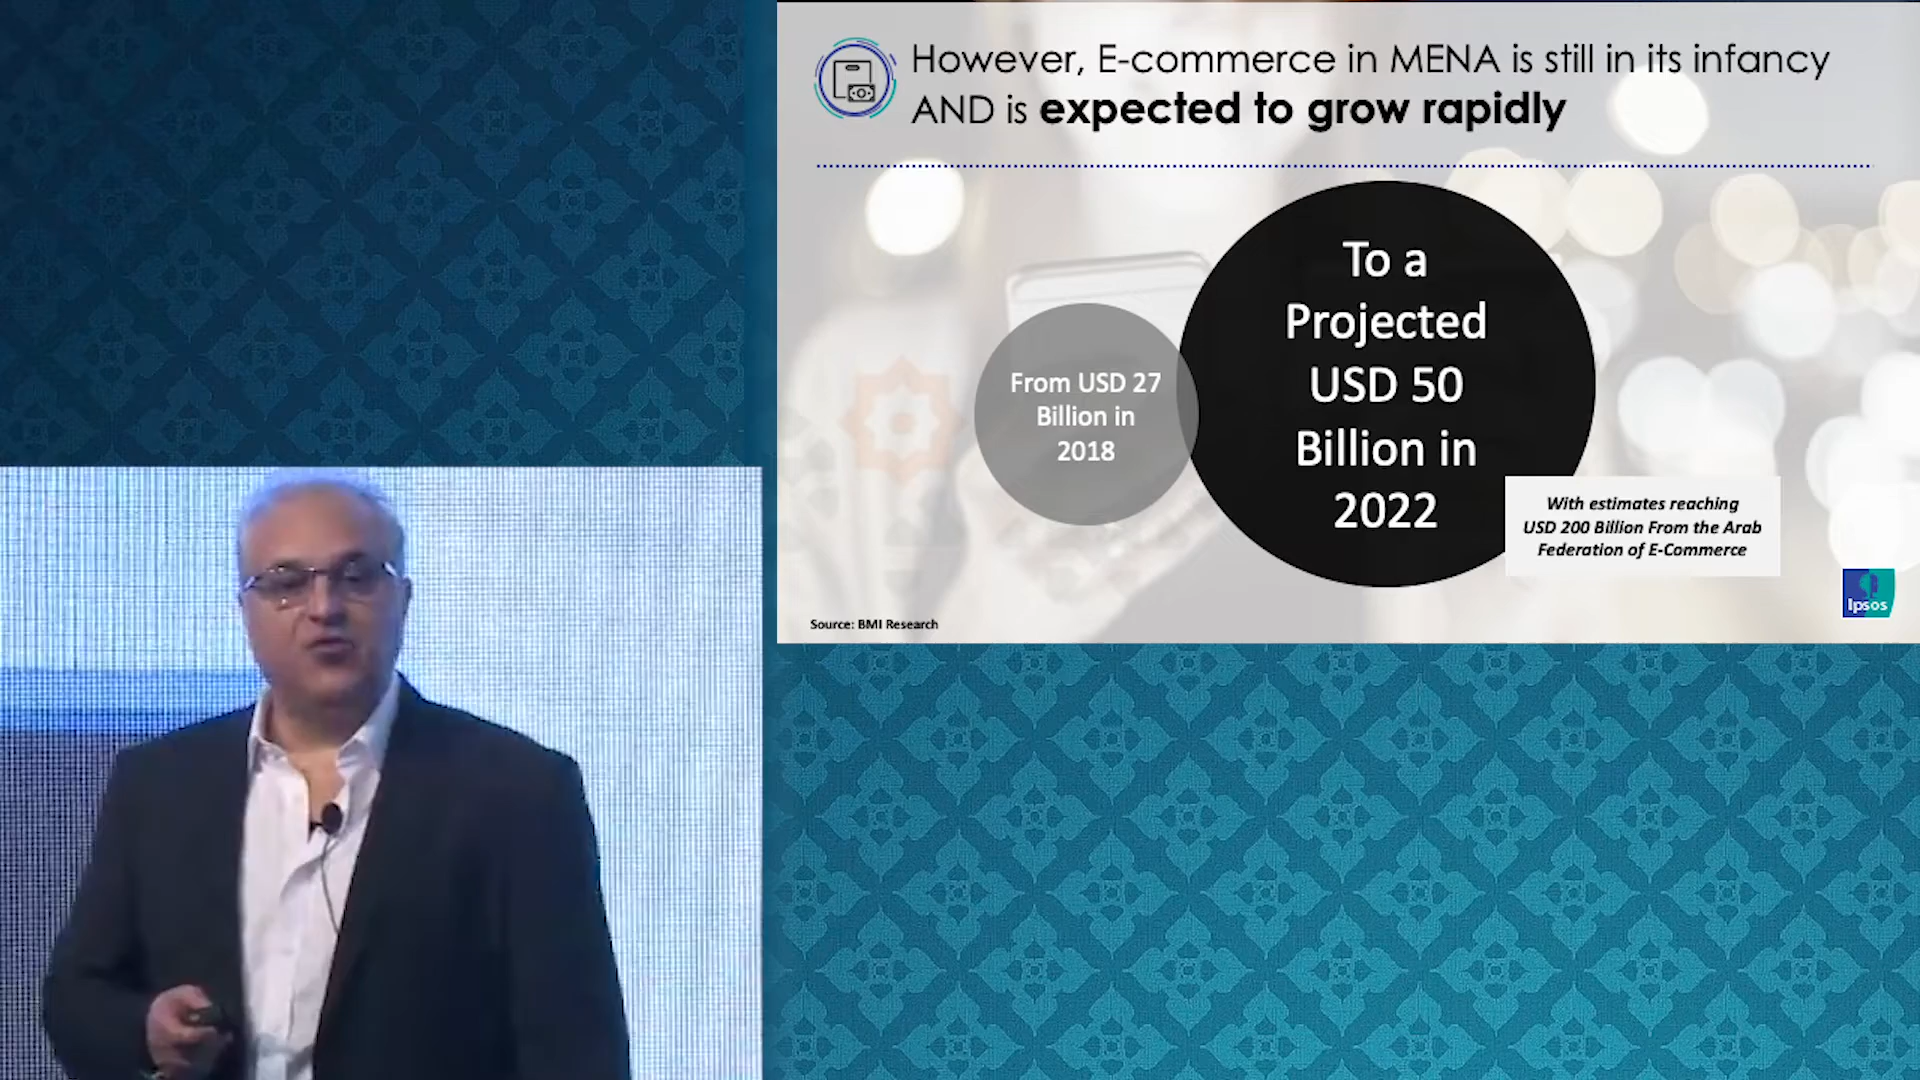 However, E-commerce in MENA is still in its infancy
AND is expected to grow rapidly
From USD 27
Billion in
2018
To a
Projected
USD 50
Billion in
2022
With estimates reaching
USD 200 Billion From the Arab
Federation of E-Commerce
Source: BMI Research
Ipsos